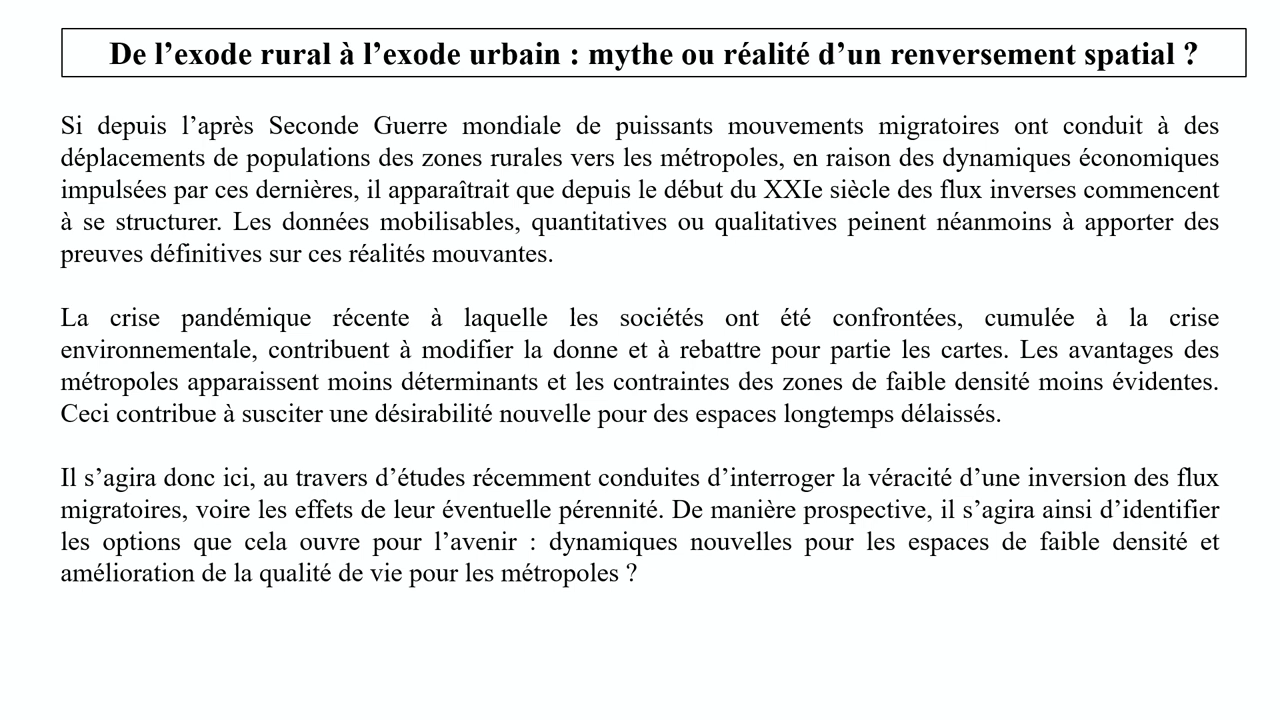 De l’exode rural à l’exode urbain : mythe ou réalité d’un renversement spatial ?
Si depuis l’après Seconde Guerre mondiale de puissants mouvements migratoires ont conduit à des
déplacements de populations des zones rurales vers les métropoles, en raison des dynamiques économiques
impulsées par ces dernières, il apparaîtrait que depuis le début du XXIe siècle des flux inverses commencent
à se structurer. Les données mobilisables, quantitatives ou qualitatives peinent néanmoins à apporter des
preuves définitives sur ces réalités mouvantes.
La crise pandémique récente à laquelle les sociétés ont été confrontées, cumulée à la crise
environnementale, contribuent à modifier la donne et à rebattre pour partie les cartes. Les avantages des
métropoles apparaissent moins déterminants et les contraintes des zones de faible densité moins évidentes.
Ceci contribue à susciter une désirabilité nouvelle pour des espaces longtemps délaissés.
Il s’agira donc ici, au travers d’études récemment conduites d’interroger la véracité d’une inversion des flux
migratoires, voire les effets de leur éventuelle pérennité. De manière prospective, il s’agira ainsi d’identifier
les options que cela ouvre pour l’avenir : dynamiques nouvelles pour les espaces de faible densité et
amélioration de la qualité de vie pour les métropoles ?